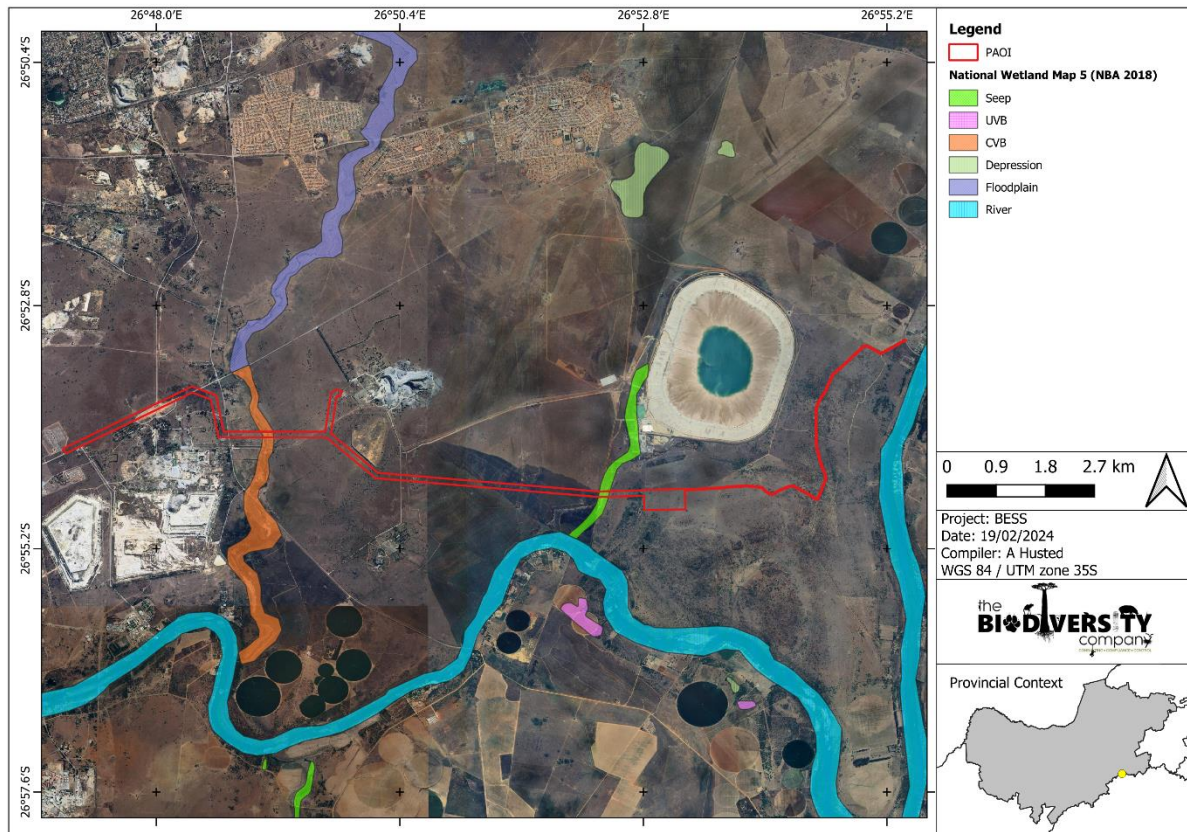 26°48.0'E 26°50.4'E 26°52.8'E 26°55.2'E
26°50.4'S
26°52.8'S
26°55.2'S
26°57.6'S
Legend
PAOI
National Wetland Map 5 (NBA 2018)
Seep
UVB
CVB
Depression
Floodplain
River
0 0.9 1.8 2.7 km
Project: BESS
Date: 19/02/2024
Compiler: A Husted
WGS 84 / UTM zone 35S
the
BIODIVERSITY
company
Provincial Context